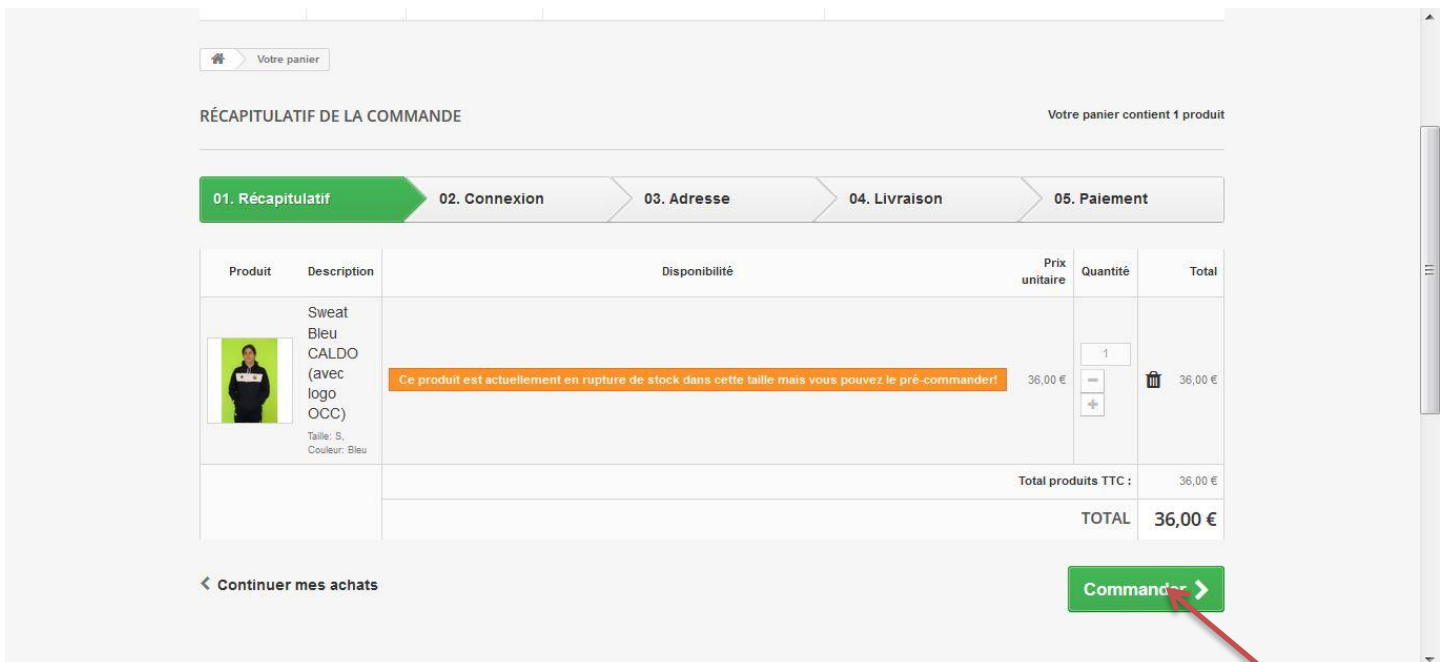 Votre panier
RÉCAPITULATIF DE LA COMMANDE
Votre panier contient 1 produit
01. Récapitulatif
02. Connexion
03. Adresse
04. Livraison
05. Paiement
Produit
Description
Disponibilité
Prix
unitaire
Quantité
Total
Sweat
Bleu
CALDO
(avec
logo
OCC)
Taille: S,
Couleur: Bleu
Ce produit est actuellement en rupture de stock dans cette taille mais vous pouvez le pré-commander!
36,00 €
1
36,00 €
Total produits TTC :
36,00 €
TOTAL
36,00 €
Continuer mes achats
Commander